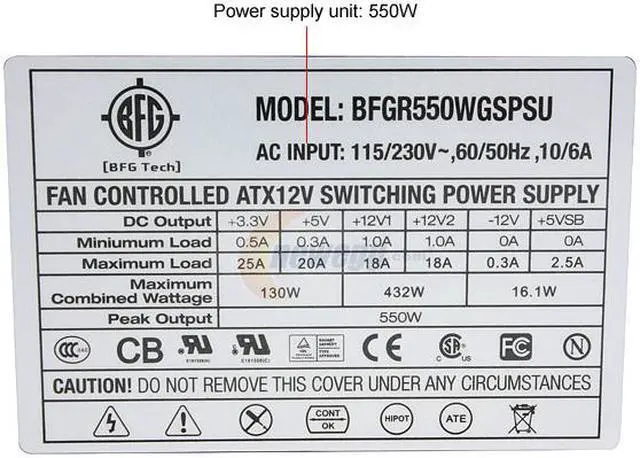 Power supply unit: 550W
BFG
[BFG Tech]
MODEL: BFGR550WGSPSU
AC INPUT: 115/230V~,60/50Hz ,10/6A
FAN CONTROLLED ATX12V SWITCHING POWER SUPPLY
DC Output +3.3V +5V +12V1 +12V2 -12V +5VSB
Miniumum Load 0.5A 0.3A 1.0A 1.0A 0A 0A
Maximum Load 25A 20A 18A 18A 0.3A 2.5A
Maximum
Combined Wattage 130W 432W 16.1W
Peak Output 550W
CB CE FC N
C US
CAUTION! DO NOT REMOVE THIS COVER UNDER ANY CIRCUMSTANCES
CONT
OK
HIPOT
ATE